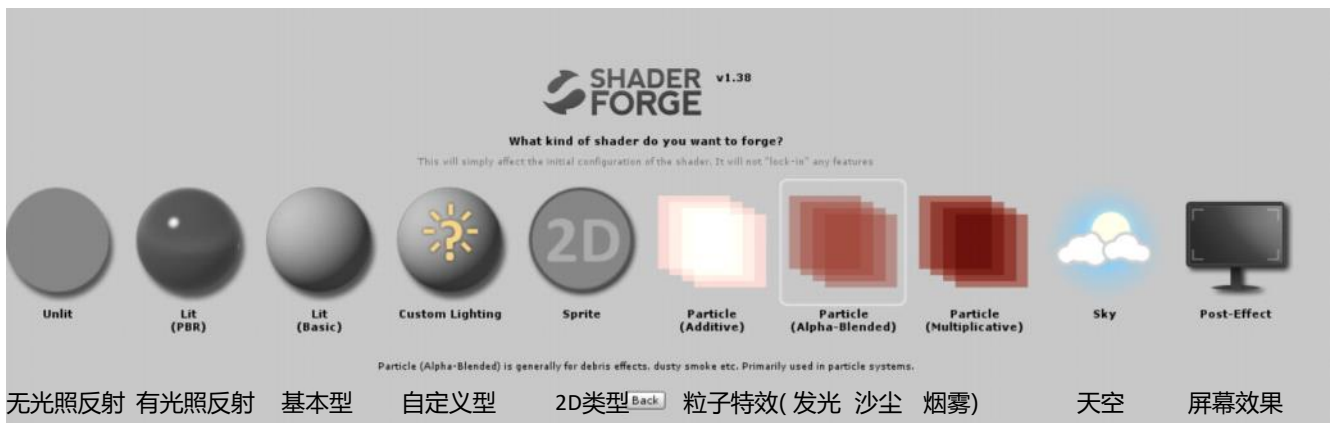 SHADER FORGE v1.38
What kind of shader do you want to forge?
This will simply affect the initial configuration of the shader. It will not "lock-in" any features
2D
Unlit
Lit (PBR)
Lit (Basic)
Custom Lighting
Sprite
Particle (Additive)
Particle (Alpha-Blended)
Particle (Multiplicative)
Sky
Post-Effect
Particle (Alpha-Blended) is generally for debris effects. dusty smoke etc. Primarily used in particle systems.
无光照反射 有光照反射 基本型 自定义型 2D类型 Back 粒子特效( 发光 沙尘 烟雾) 天空 屏幕效果